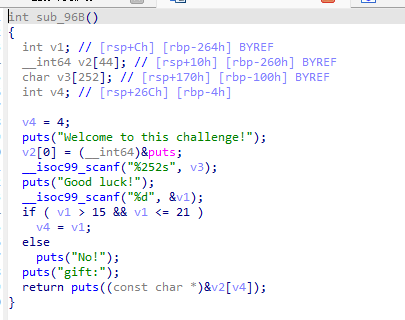 int sub_96B()
{
  int v1; // [rsp+Ch] [rbp-264h] BYREF
  __int64 v2[44]; // [rsp+10h] [rbp-260h] BYREF
  char v3[252]; // [rsp+170h] [rbp-100h] BYREF
  int v4; // [rsp+26Ch] [rbp-4h]

  v4 = 4;
  puts("Welcome to this challenge!");
  v2[0] = (__int64)&puts;
  __isoc99_scanf("%252s", v3);
  puts("Good luck!");
  __isoc99_scanf("%d", &v1);
  if ( v1 > 15 && v1 <= 21 )
    v4 = v1;
  else
    puts("No!");
  puts("gift:");
  return puts((const char *)&v2[v4]);
}